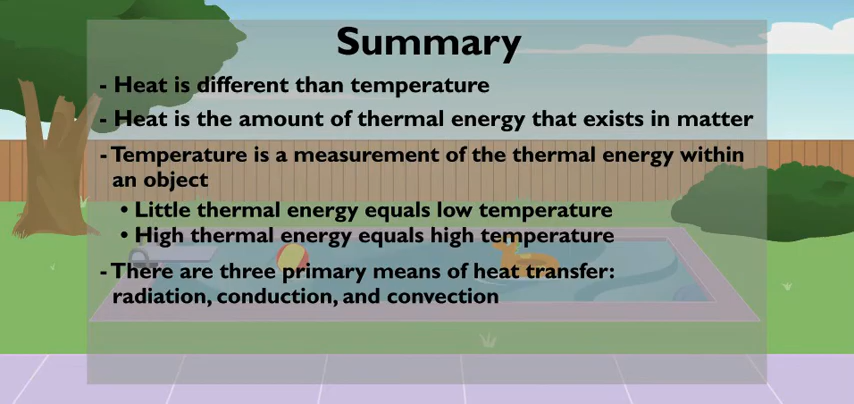 Summary
- Heat is different than temperature
- Heat is the amount of thermal energy that exists in matter
- Temperature is a measurement of the thermal energy within
an object
• Little thermal energy equals low temperature
• High thermal energy equals high temperature
- There are three primary means of heat transfer:
radiation, conduction, and convection